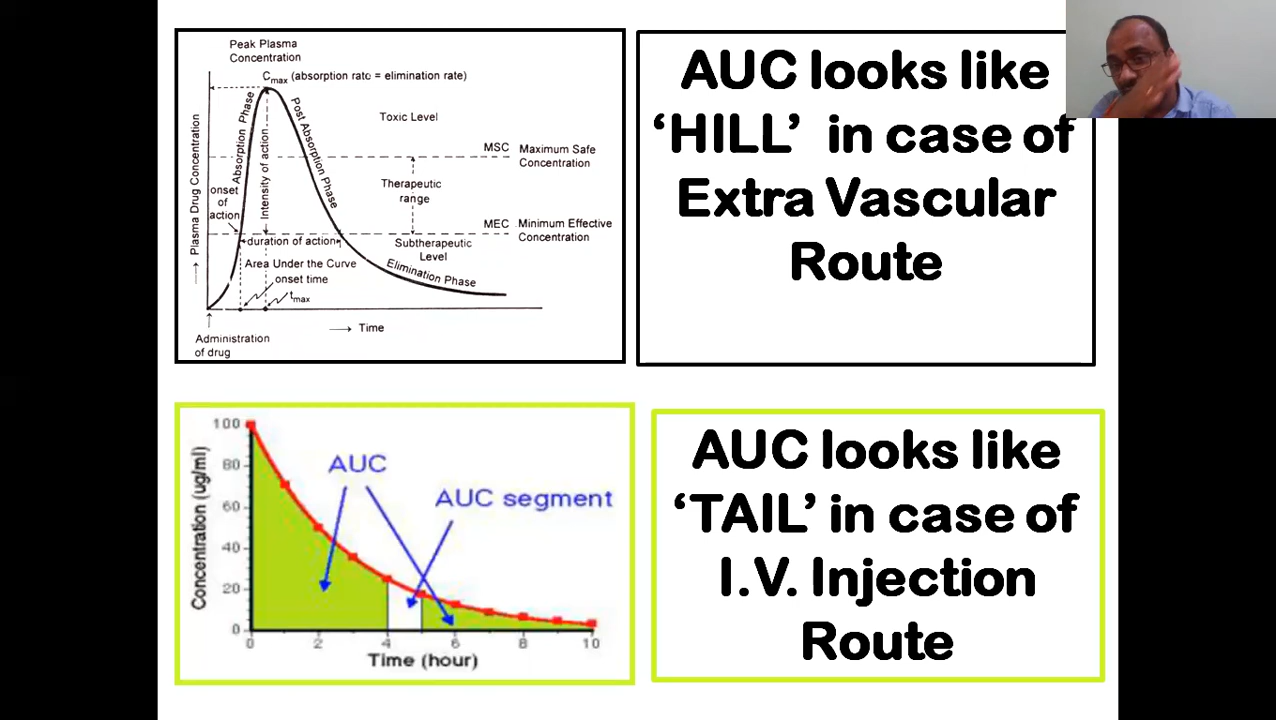 Peak Plasma
Concentration
Cmax (absorption rate = elimination rate)
Plasma Drug Concentration
Absorption Phase
Intensity of action
Post Absorption Phase
Toxic Level
MSC
Maximum Safe
Concentration
Therapeutic
range
onset
of
action
MEC
Minimum Effective
Concentration
duration of action
Subtherapeutic
Level
Area Under the Curve
onset time
Elimination Phase
tmax
Time
Administration
of drug
AUC looks like
‘HILL’ in case of
Extra Vascular
Route
100
80
60
40
20
0
Concentration (ug/ml)
AUC
AUC segment
0 2 4 6 8 10
Time (hour)
AUC looks like
‘TAIL’ in case of
I.V. Injection
Route